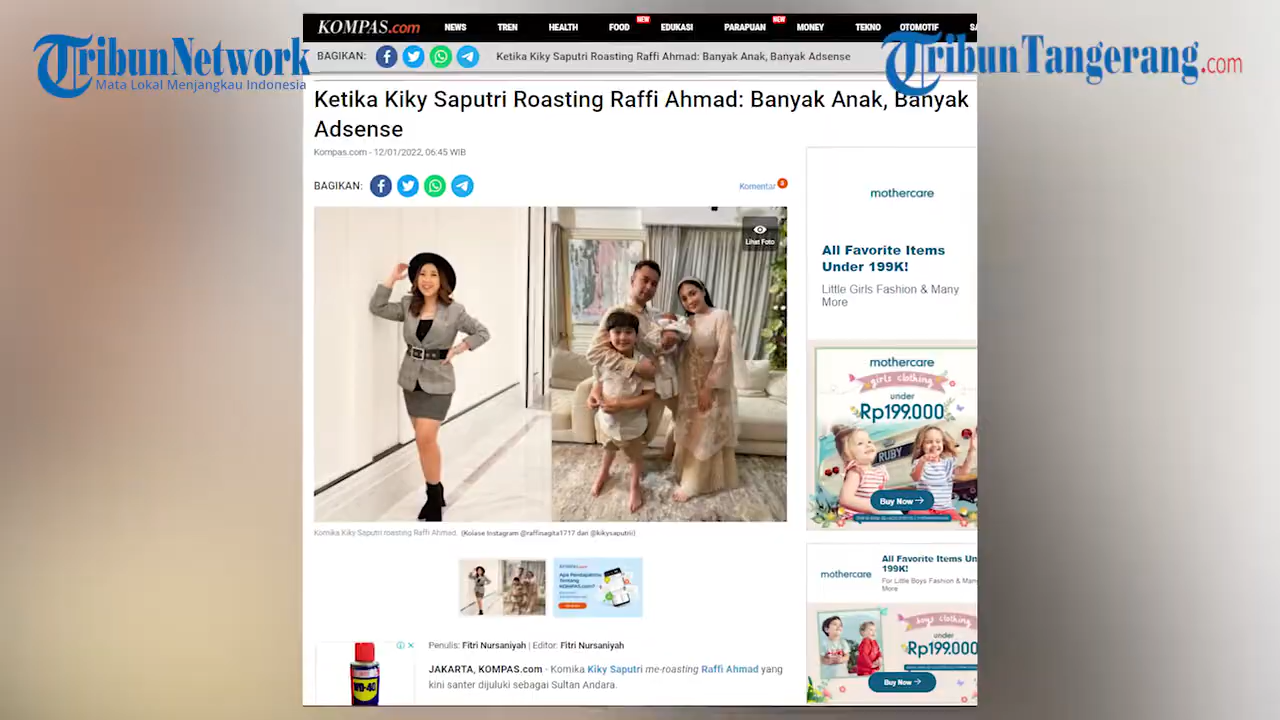 TribunNetwork
Mata Lokal Menjangkau Indonesia
TribunTangerang.com
KOMPAS.com NEWS TREN HEALTH FOOD NEW EDUKASI PARAPUAN NEW MONEY TEKNO OTOMOTIF
BAGIKAN: Ketika Kiky Saputri Roasting Raffi Ahmad: Banyak Anak, Banyak Adsense
Ketika Kiky Saputri Roasting Raffi Ahmad: Banyak Anak, Banyak
Adsense
Kompas.com - 12/01/2022, 06:45 WIB
BAGIKAN:
Komentar
Lihat Foto
Komika Kiky Saputri roasting Raffi Ahmad. (Kolase Instagram @raffinagita1717 dan @kikysaputrii)
mothercare
All Favorite Items
Under 199K!
Little Girls Fashion & Many
More
mothercare
girls clothing
under
Rp199.000
RUBY
Buy Now
mothercare
All Favorite Items Un
199K!
For Little Boys Fashion & Man
More
boys clothing
under
Rp199.000
Buy Now
WD-40
Penulis: Fitri Nursaniyah | Editor: Fitri Nursaniyah
JAKARTA, KOMPAS.com - Komika Kiky Saputri me-roasting Raffi Ahmad yang
kini santer dijuluki sebagai Sultan Andara.